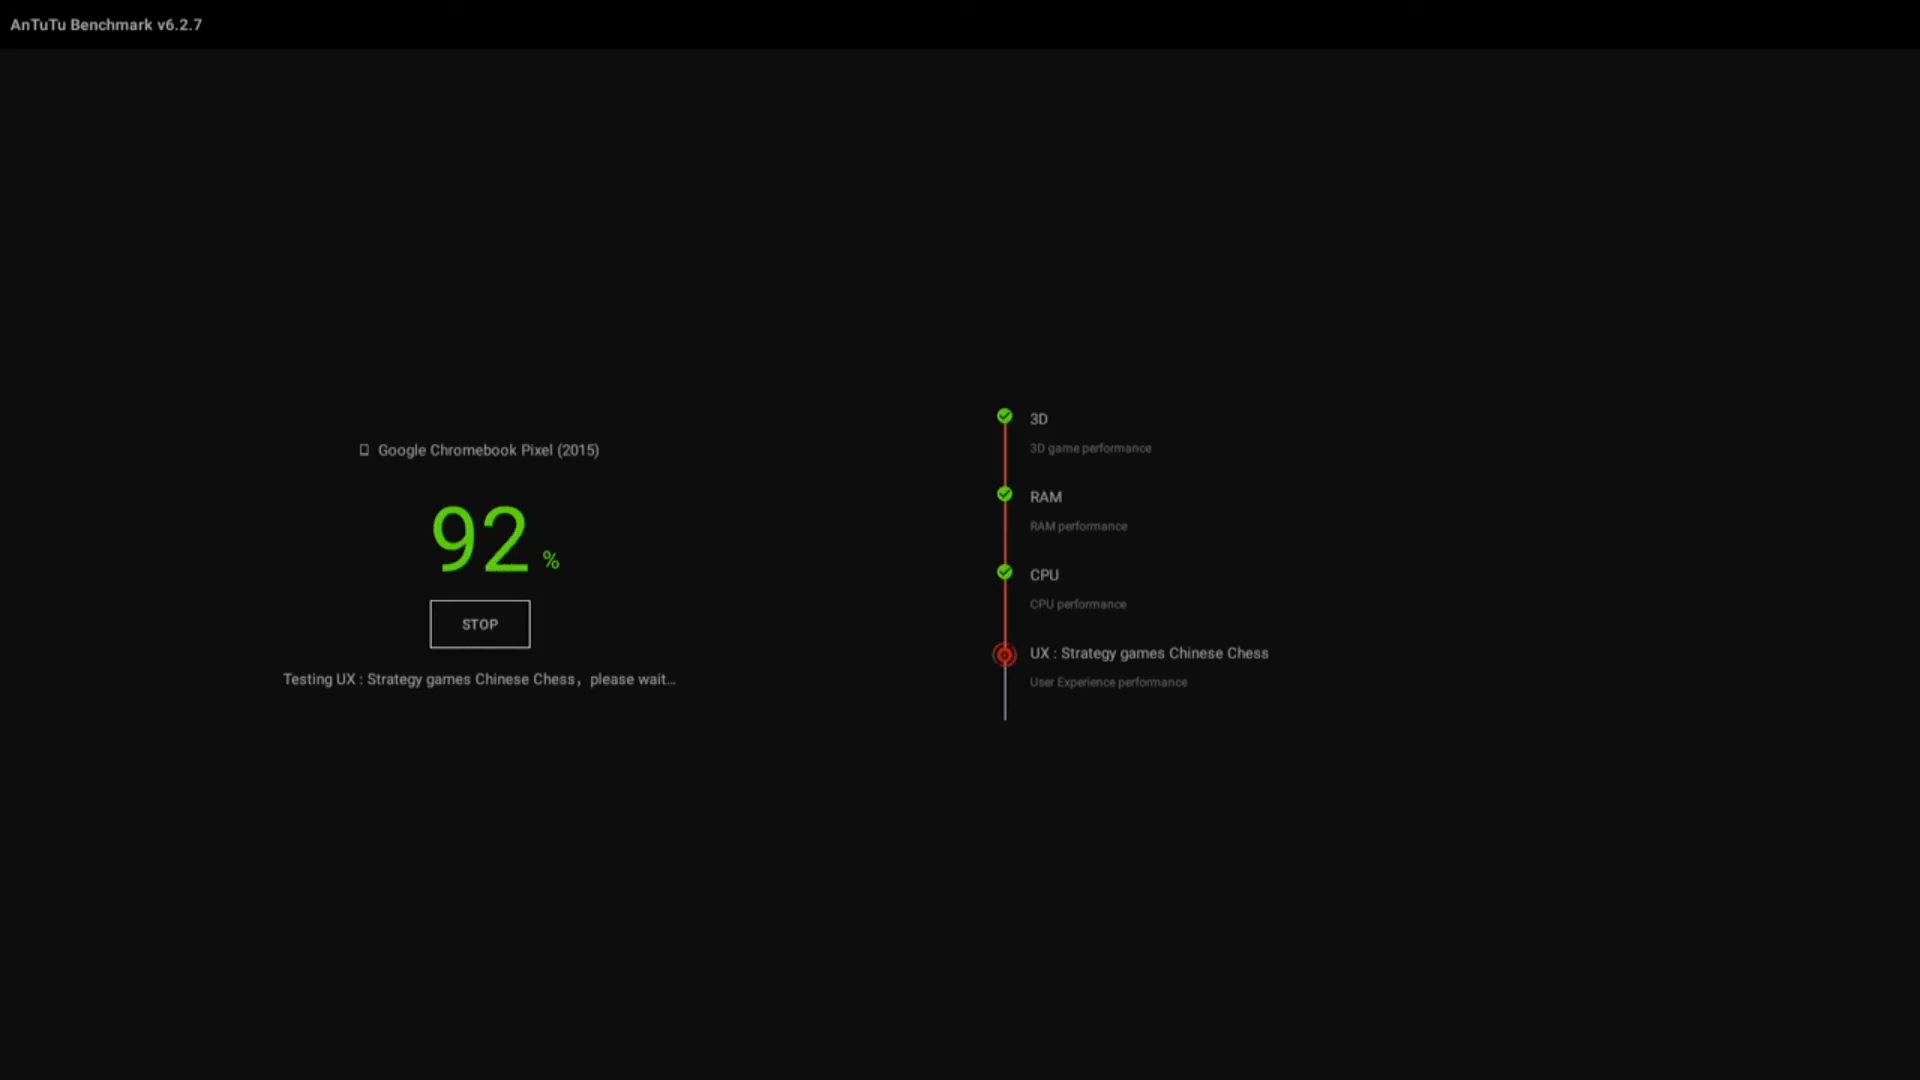 AnTuTu Benchmark v6.2.7
Google Chromebook Pixel (2015)
92 %
STOP
Testing UX : Strategy games Chinese Chess，please wait...
3D
3D game performance
RAM
RAM performance
CPU
CPU performance
UX : Strategy games Chinese Chess
User Experience performance